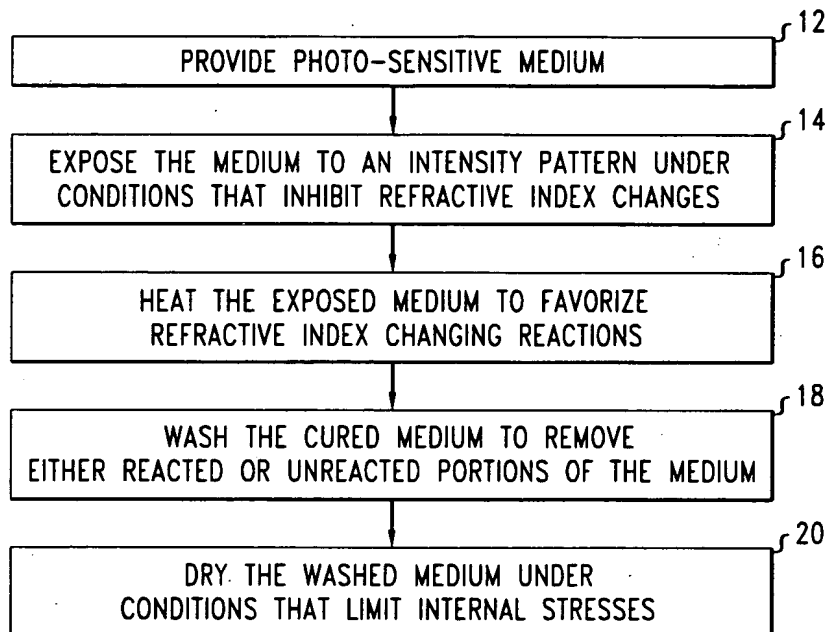 12
PROVIDE PHOTO-SENSITIVE MEDIUM
14
EXPOSE THE MEDIUM TO AN INTENSITY PATTERN UNDER
CONDITIONS THAT INHIBIT REFRACTIVE INDEX CHANGES
16
HEAT THE EXPOSED MEDIUM TO FAVORIZE
REFRACTIVE INDEX CHANGING REACTIONS
18
WASH THE CURED MEDIUM TO REMOVE
EITHER REACTED OR UNREACTED PORTIONS OF THE MEDIUM
20
DRY THE WASHED MEDIUM UNDER
CONDITIONS THAT LIMIT INTERNAL STRESSES